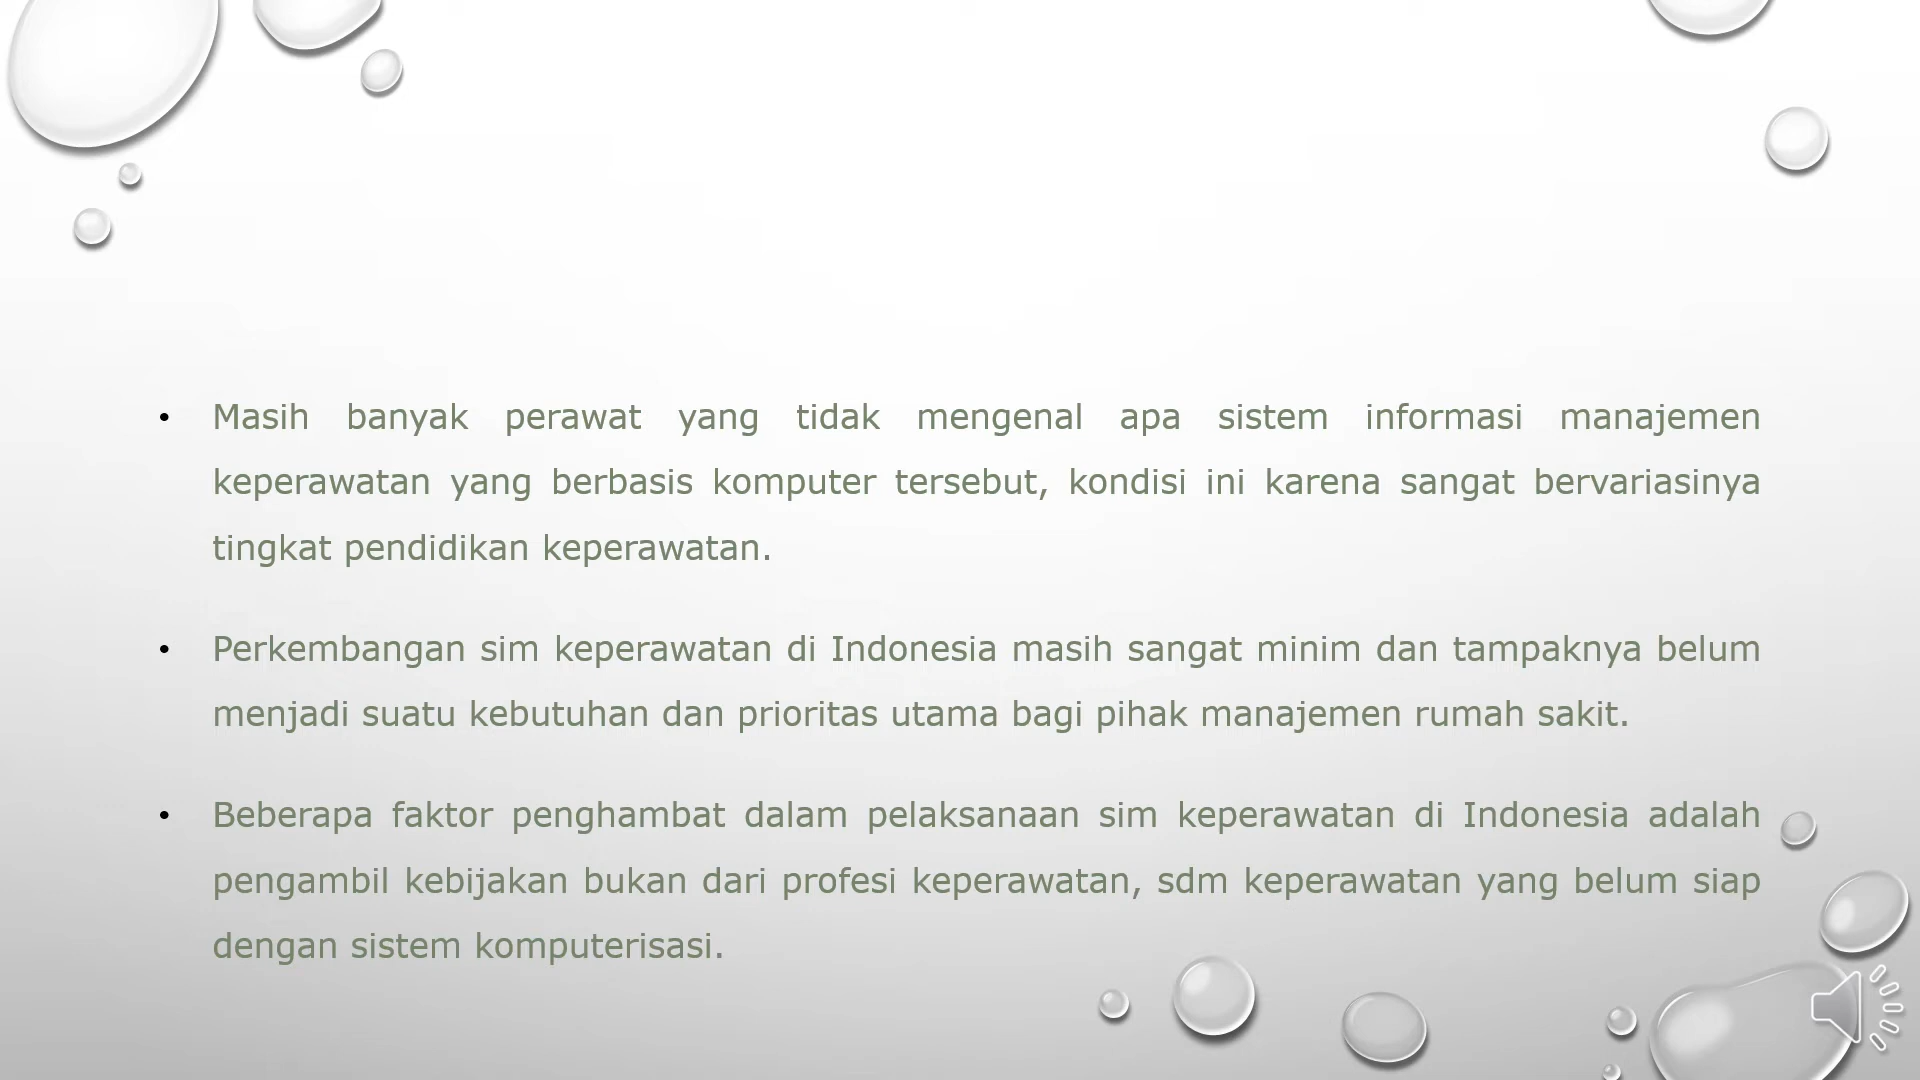 • Masih banyak perawat yang tidak mengenal apa sistem informasi manajemen
keperawatan yang berbasis komputer tersebut, kondisi ini karena sangat bervariasinya
tingkat pendidikan keperawatan.
• Perkembangan sim keperawatan di Indonesia masih sangat minim dan tampaknya belum
menjadi suatu kebutuhan dan prioritas utama bagi pihak manajemen rumah sakit.
• Beberapa faktor penghambat dalam pelaksanaan sim keperawatan di Indonesia adalah
pengambil kebijakan bukan dari profesi keperawatan, sdm keperawatan yang belum siap
dengan sistem komputerisasi.